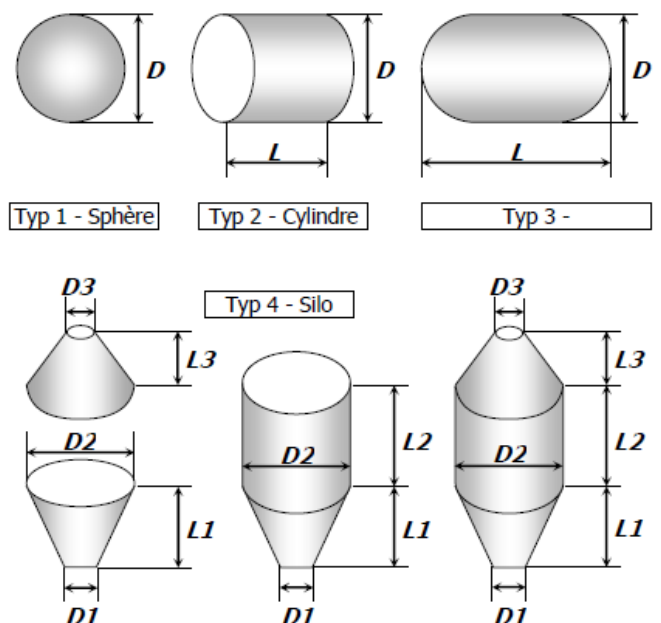 D
D
D
L
L
Typ 1 - Sphère
Typ 2 - Cylindre
Typ 3 -
D3
Typ 4 - Silo
D3
L3
L3
D2
D2
D2
L2
L2
L1
L1
L1
D1
D1
D1